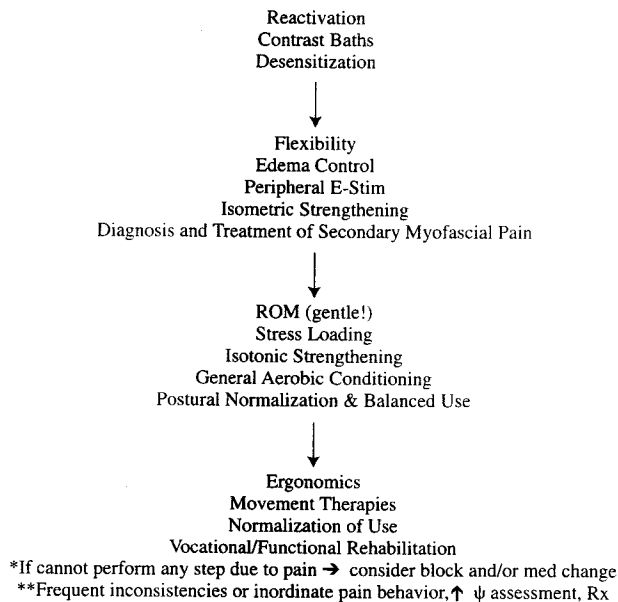 Reactivation
Contrast Baths
Desensitization
Flexibility
Edema Control
Peripheral E-Stim
Isometric Strengthening
Diagnosis and Treatment of Secondary Myofascial Pain
ROM (gentle!)
Stress Loading
Isotonic Strengthening
General Aerobic Conditioning
Postural Normalization & Balanced Use
Ergonomics
Movement Therapies
Normalization of Use
Vocational/Functional Rehabilitation
*If cannot perform any step due to pain ➔ consider block and/or med change
**Frequent inconsistencies or inordinate pain behavior,↑ ψ assessment, Rx